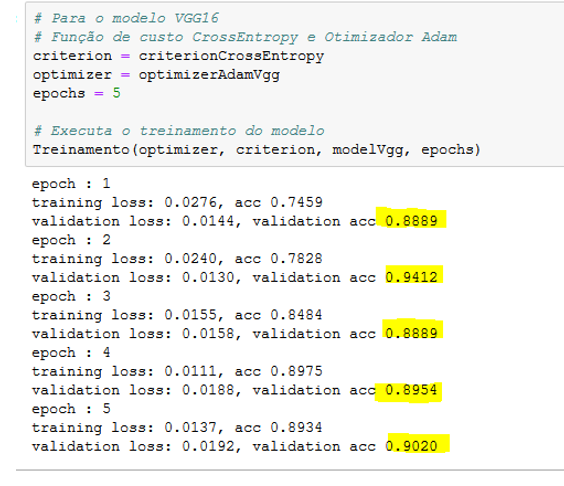 # Para o modelo VGG16
# Função de custo CrossEntropy e Otimizador Adam
criterion = criterionCrossEntropy
optimizer = optimizerAdamVgg
epochs = 5
# Executa o treinamento do modelo
Treinamento(optimizer, criterion, modelVgg, epochs)
epoch : 1
training loss: 0.0276, acc 0.7459
validation loss: 0.0144, validation acc 0.8889
epoch : 2
training loss: 0.0240, acc 0.7828
validation loss: 0.0130, validation acc 0.9412
epoch : 3
training loss: 0.0155, acc 0.8484
validation loss: 0.0158, validation acc 0.8889
epoch : 4
training loss: 0.0111, acc 0.8975
validation loss: 0.0188, validation acc 0.8954
epoch : 5
training loss: 0.0137, acc 0.8934
validation loss: 0.0192, validation acc 0.9020